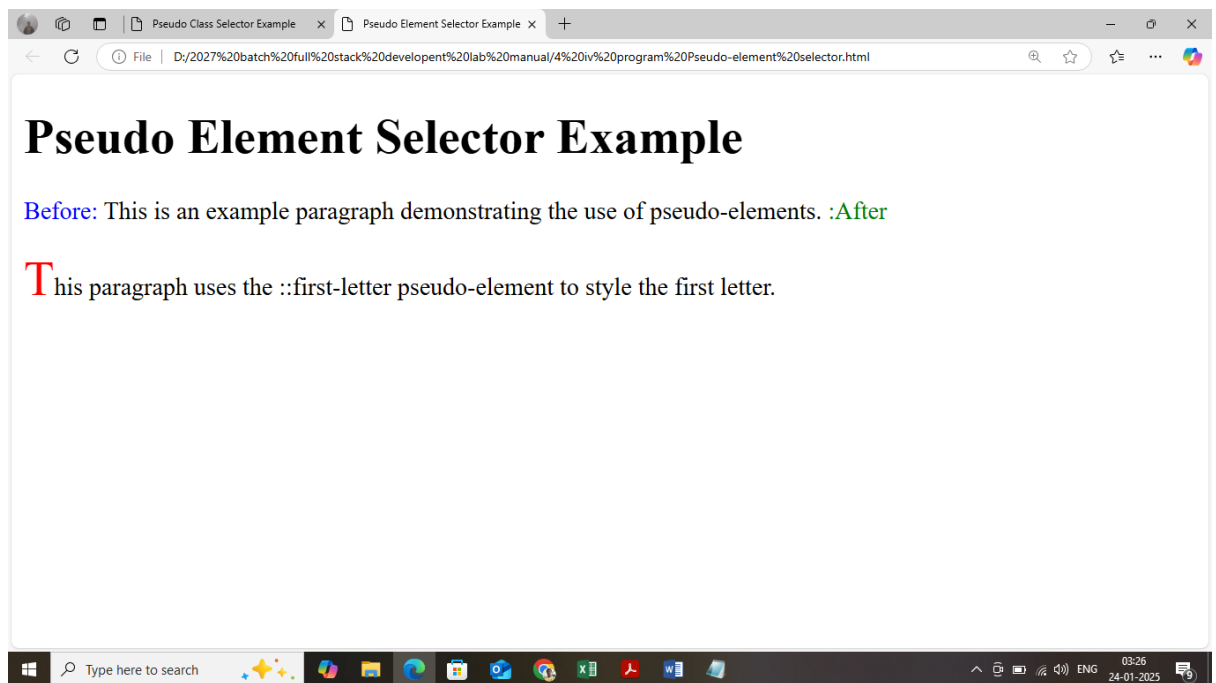 Pseudo Class Selector Example
Pseudo Element Selector Example
File
D:/2027%20batch%20full%20stack%20developent%20lab%20manual/4%20iv%20program%20Pseudo-element%20selector.html
Pseudo Element Selector Example
Before: This is an example paragraph demonstrating the use of pseudo-elements. :After
This paragraph uses the ::first-letter pseudo-element to style the first letter.
Type here to search
ENG
03:26
24-01-2025
9